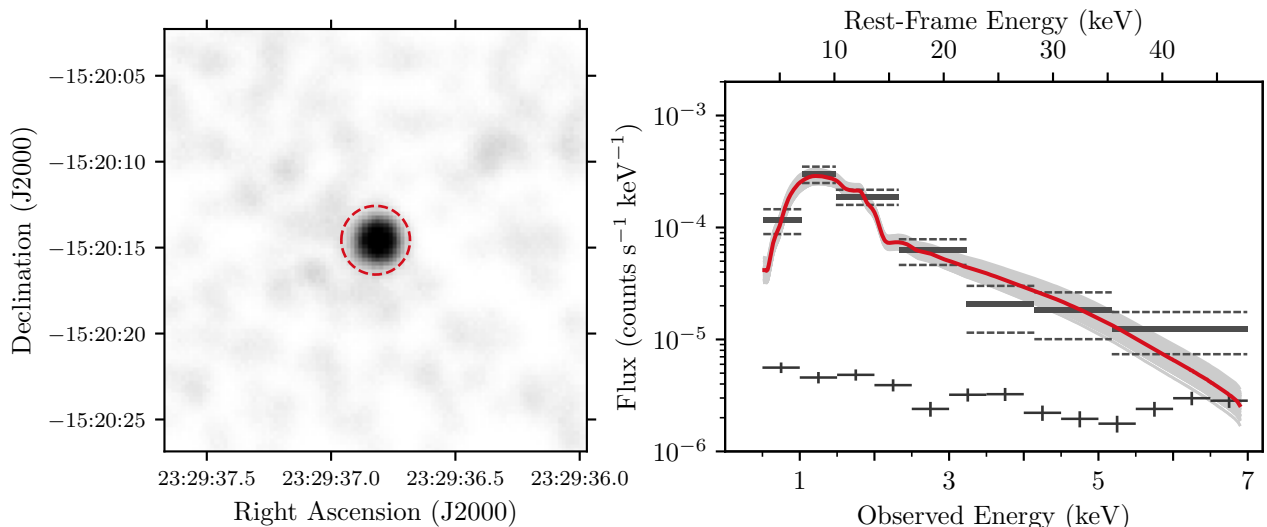 −15:20:05
−15:20:10
−15:20:15
−15:20:20
−15:20:25
Declination (J2000)
23:29:37.5 23:29:37.0 23:29:36.5 23:29:36.0
Right Ascension (J2000)
Rest-Frame Energy (keV)
10 20 30 40
10⁻³
10⁻⁴
10⁻⁵
10⁻⁶
Flux (counts s⁻¹ keV⁻¹)
1 3 5 7
Observed Energy (keV)